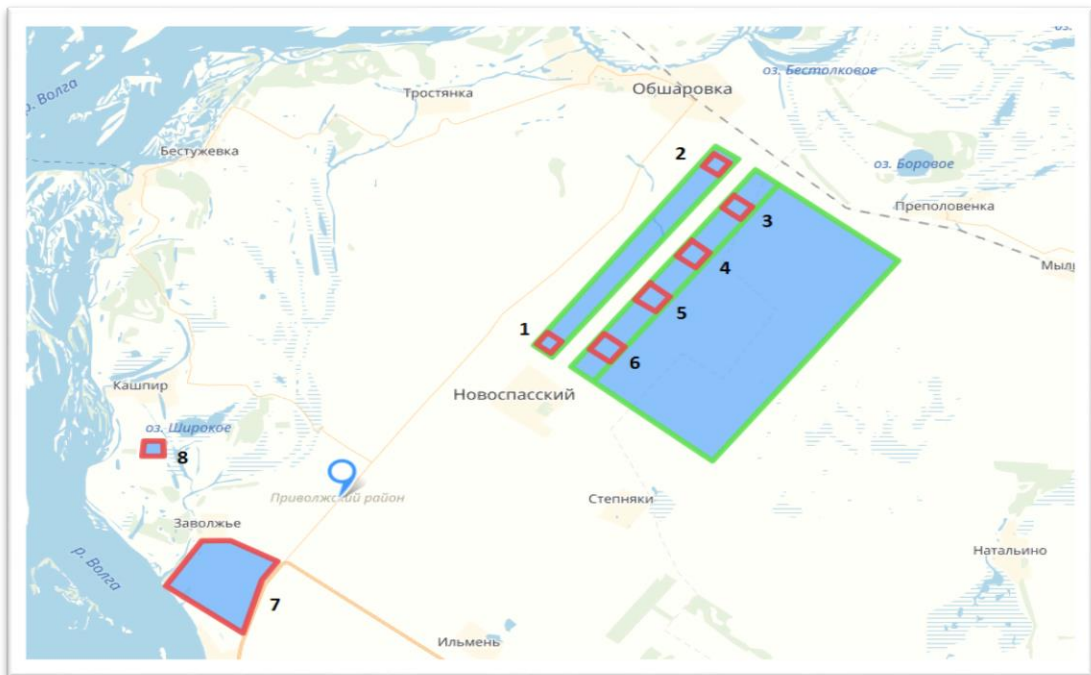 оз.
оз. Бестолковое
р. Волга
Тростянка
Обшаровка
Бестужевка
2
оз. Боровое
Преполовенка
3
4
5
1
6
Кашпир
Новоспасский
оз. Широкое
8
Приволжский район
Степняки
Заволжье
р. Волга
Натальино
7
Ильмень